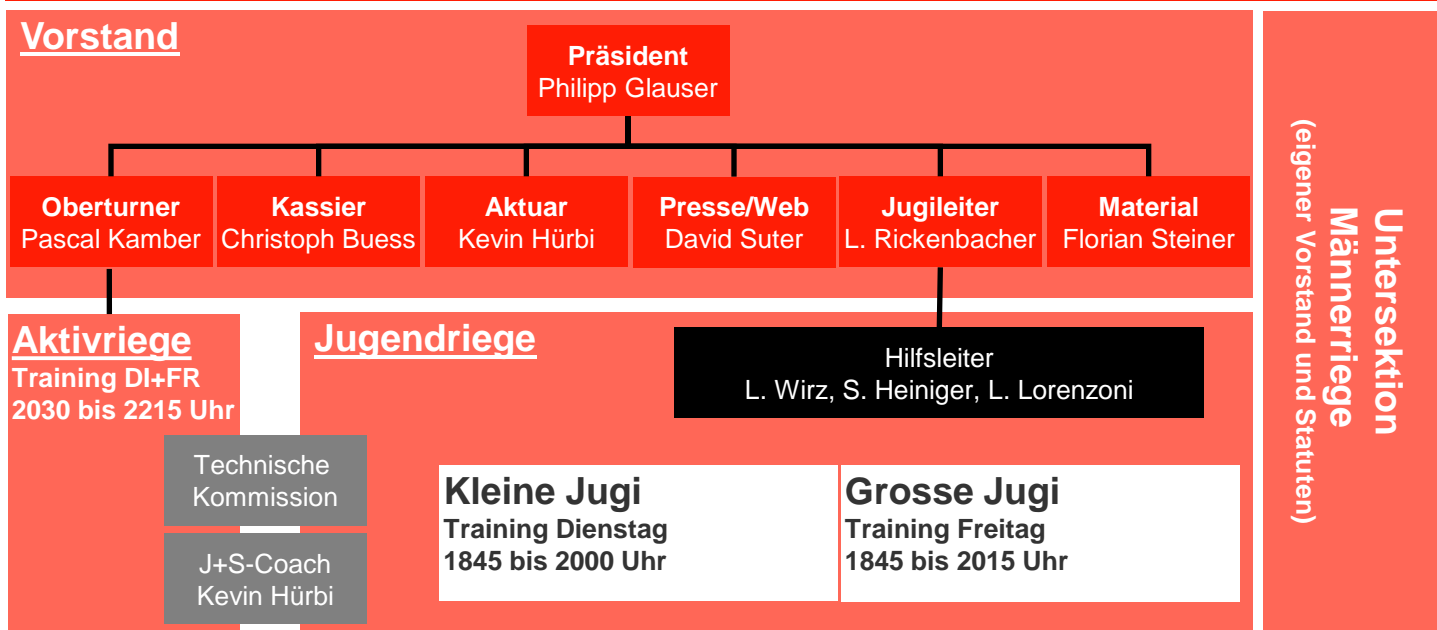 Vorstand
Präsident
Philipp Glauser
Oberturner
Pascal Kamber
Kassier
Christoph Buess
Aktuar
Kevin Hürbi
Presse/Web
David Suter
Jugileiter
L. Rickenbacher
Material
Florian Steiner
Aktivriege
Training DI+FR
2030 bis 2215 Uhr
Jugendriege
Hilfsleiter
L. Wirz, S. Heiniger, L. Lorenzoni
Technische
Kommission
J+S-Coach
Kevin Hürbi
Kleine Jugi
Training Dienstag
1845 bis 2000 Uhr
Grosse Jugi
Training Freitag
1845 bis 2015 Uhr
Untersektion
Männerriege
(eigener Vorstand und Statuten)